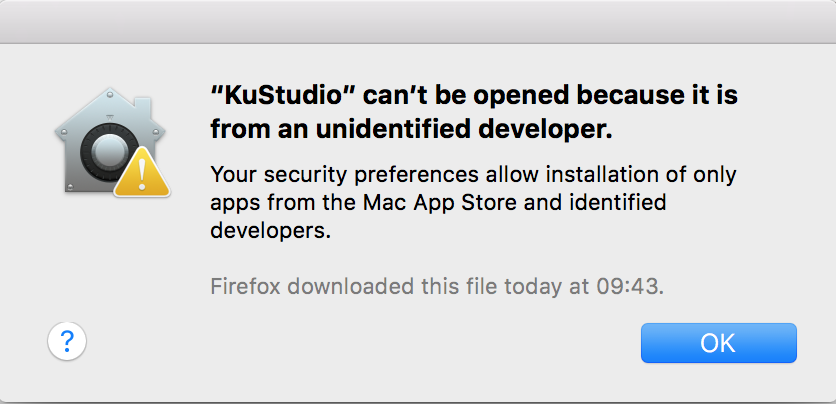 “KuStudio” can’t be opened because it is
from an unidentified developer.
Your security preferences allow installation of only
apps from the Mac App Store and identified
developers.
Firefox downloaded this file today at 09:43.
?
OK